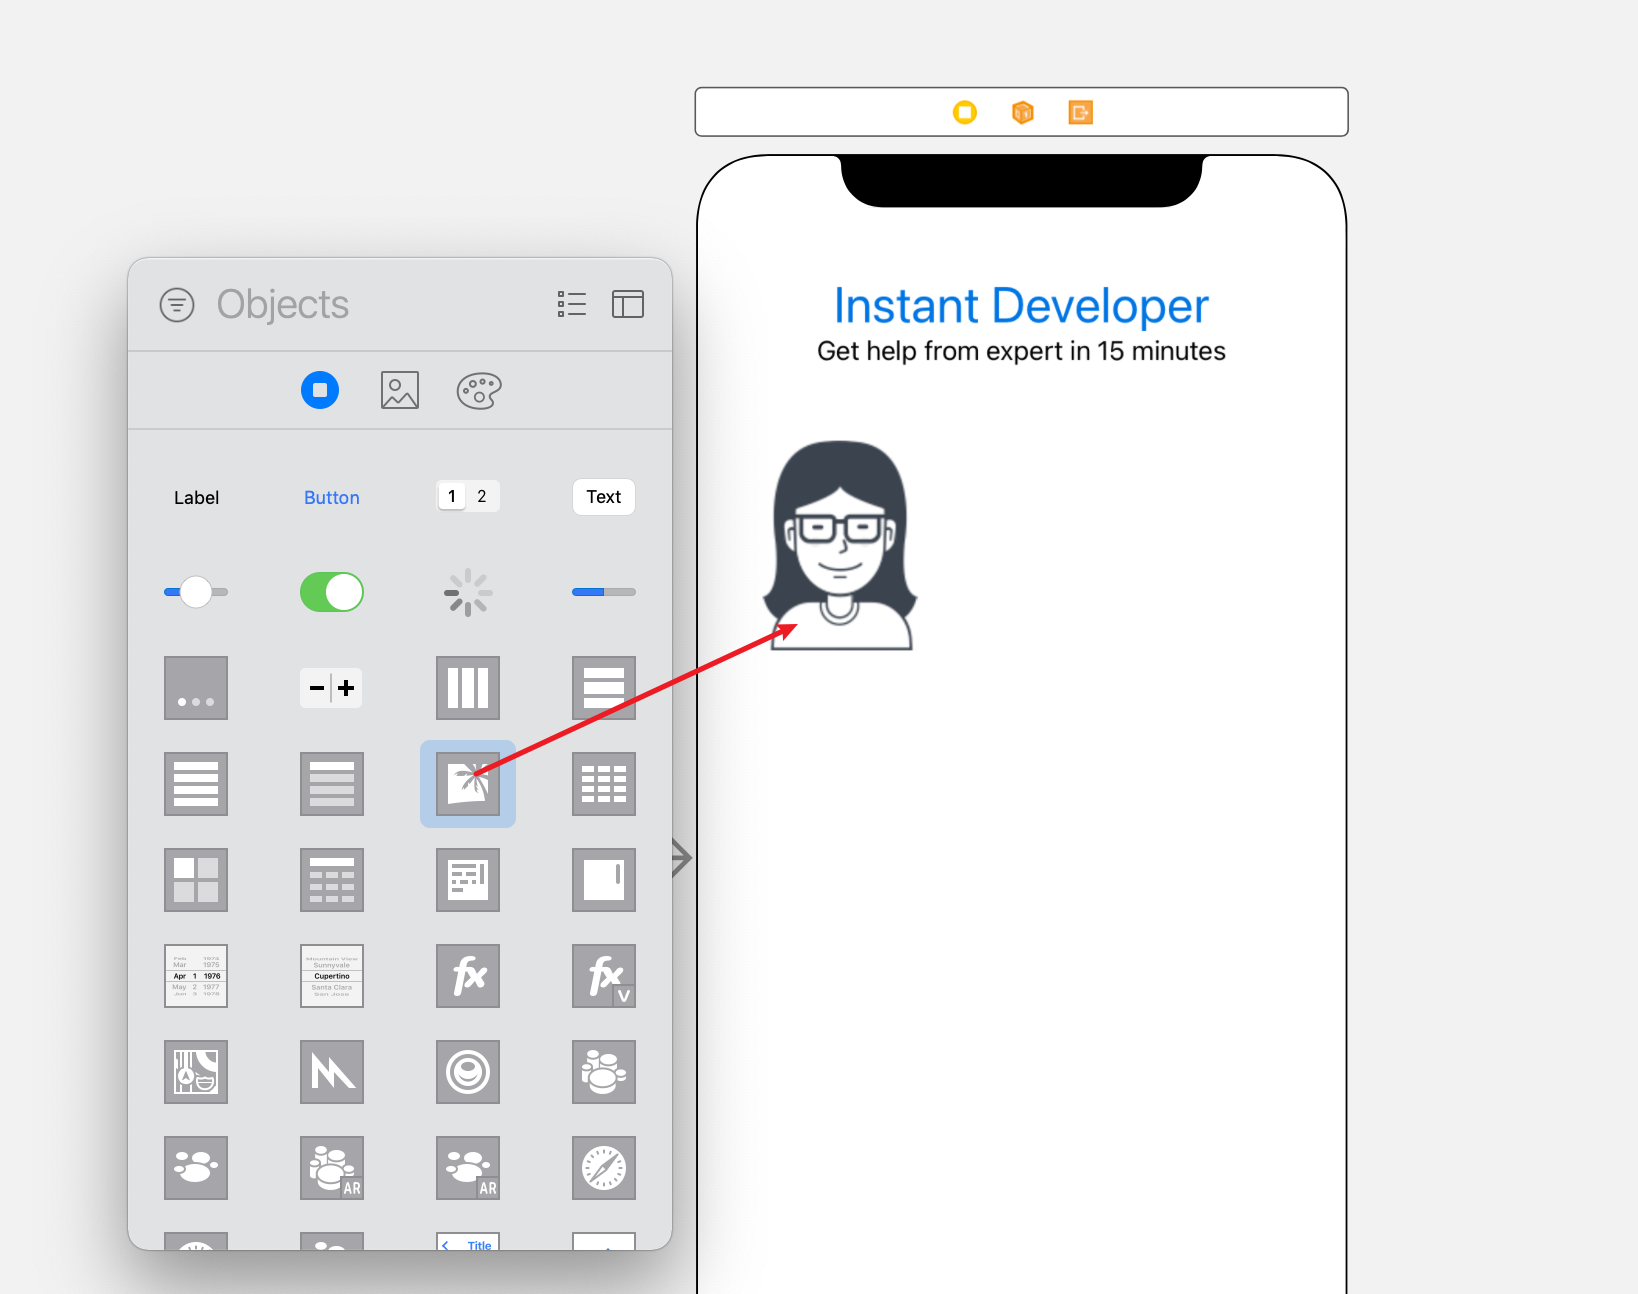 Objects
Instant Developer
Get help from expert in 15 minutes
Label
Button
1 2
Text
Feb 1974
Mar 1975
Apr 1 1976
May 2 1977
Jun 3 1978
Mountain View
Sunnyvale
Cupertino
Santa Clara
San Jose
fx
fx
V
AR
AR
Title